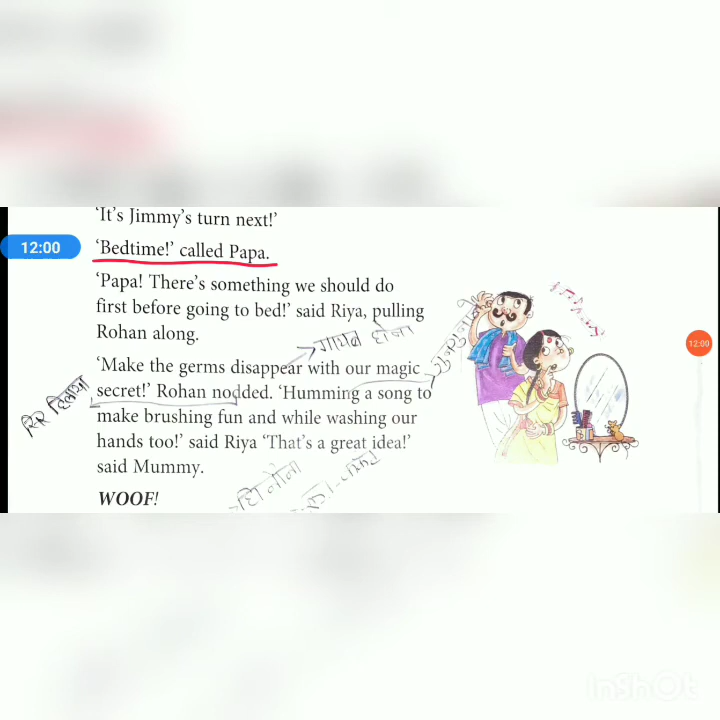 ‘It’s Jimmy’s turn next!’
12:00
‘Bedtime!’ called Papa.
‘Papa! There’s something we should do
first before going to bed!’ said Riya, pulling
Rohan along.
12:00
गायब होना
गुनगुनाने
‘Make the germs disappear with our magic
secret!’ Rohan nodded. ‘Humming a song to
सिर हिलाया
make brushing fun and while washing our
hands too!’ said Riya ‘That’s a great idea!’
said Mummy.
WOOF!
InShOt